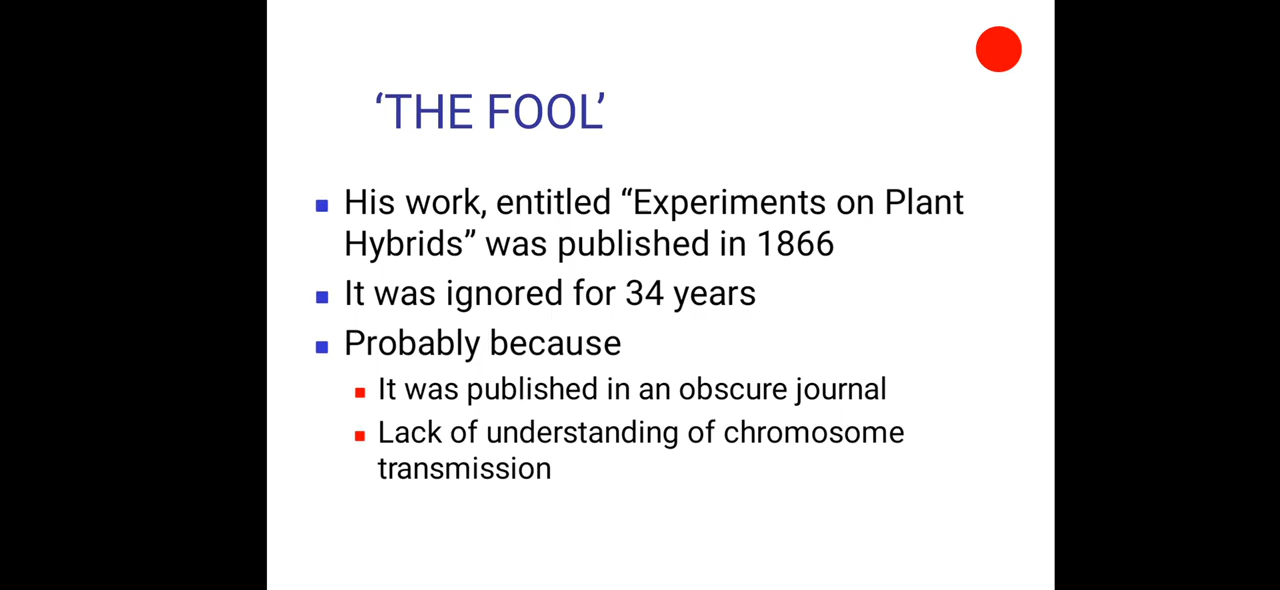 ‘THE FOOL’
His work, entitled “Experiments on Plant
Hybrids” was published in 1866
It was ignored for 34 years
Probably because
It was published in an obscure journal
Lack of understanding of chromosome
transmission